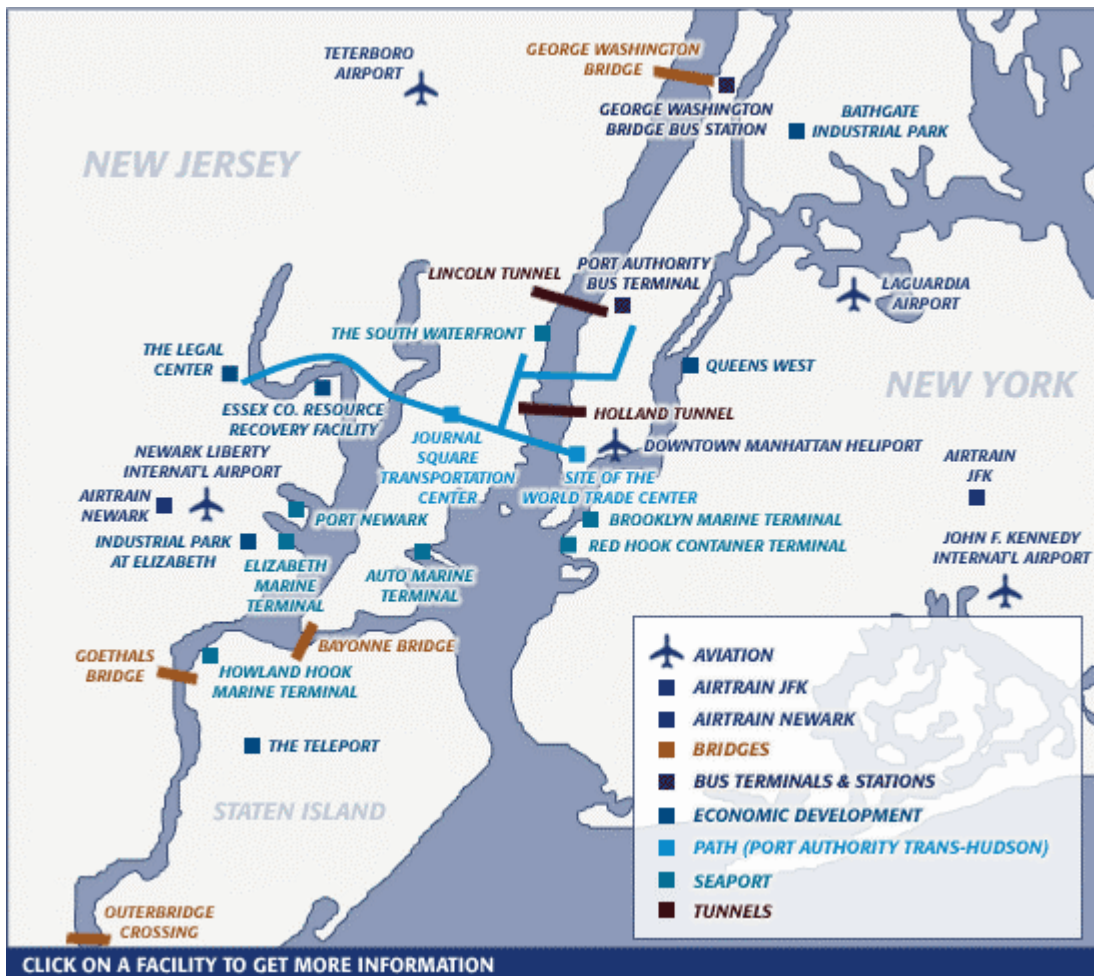 TETERBORO
AIRPORT
GEORGE WASHINGTON
BRIDGE
GEORGE WASHINGTON
BRIDGE BUS STATION
BATHGATE
INDUSTRIAL PARK
NEW JERSEY
LINCOLN TUNNEL
PORT AUTHORITY
BUS TERMINAL
LAGUARDIA
AIRPORT
THE SOUTH WATERFRONT
THE LEGAL
CENTER
QUEENS WEST
NEW YORK
ESSEX CO. RESOURCE
RECOVERY FACILITY
HOLLAND TUNNEL
JOURNAL
SQUARE
TRANSPORTATION
CENTER
DOWNTOWN MANHATTAN HELIPORT
SITE OF THE
WORLD TRADE CENTER
NEWARK LIBERTY
INTERNAT'L AIRPORT
AIRTRAIN
NEWARK
AIRTRAIN
JFK
PORT NEWARK
BROOKLYN MARINE TERMINAL
INDUSTRIAL PARK
AT ELIZABETH
RED HOOK CONTAINER TERMINAL
JOHN F. KENNEDY
INTERNAT'L AIRPORT
ELIZABETH
MARINE
TERMINAL
AUTO MARINE
TERMINAL
BAYONNE BRIDGE
GOETHALS
BRIDGE
HOWLAND HOOK
MARINE TERMINAL
THE TELEPORT
STATEN ISLAND
OUTERBRIDGE
CROSSING
AVIATION
AIRTRAIN JFK
AIRTRAIN NEWARK
BRIDGES
BUS TERMINALS & STATIONS
ECONOMIC DEVELOPMENT
PATH (PORT AUTHORITY TRANS-HUDSON)
SEAPORT
TUNNELS
CLICK ON A FACILITY TO GET MORE INFORMATION